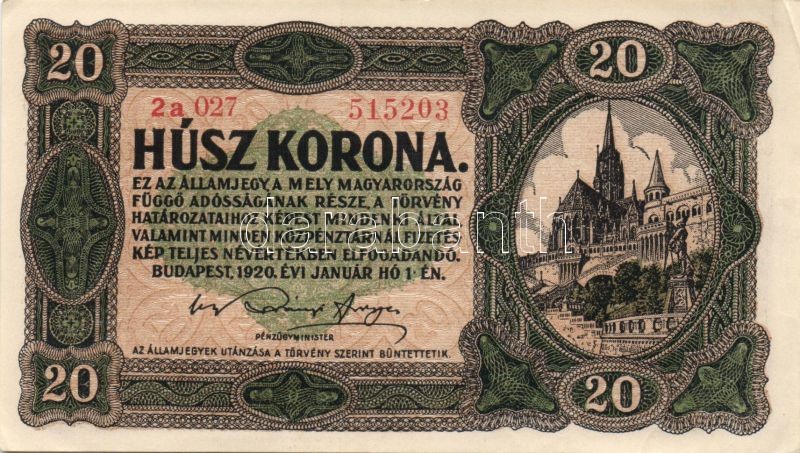 20
20
2a 027 515203
HÚSZ KORONA.
EZ AZ ÁLLAMJEGY, A MELY MAGYARORSZÁG
FÜGGŐ ADÓSSÁGÁNAK RÉSZE, A TÖRVÉNY
HATÁROZATAIHOZ KÉPEST MINDENKI ÁLTAL,
VALAMINT MINDEN KÖZPÉNZTÁRNÁL FIZETÉS
KÉP TELJES NÉVÉRTÉKBEN ELFOGADANDÓ.
BUDAPEST, 1920. ÉVI JANUÁR HÓ 1-ÉN.
PÉNZÜGYMINISTER
AZ ÁLLAMJEGYEK UTÁNZÁSA A TÖRVÉNY SZERINT BÜNTETTETIK.
20
20
darabanth